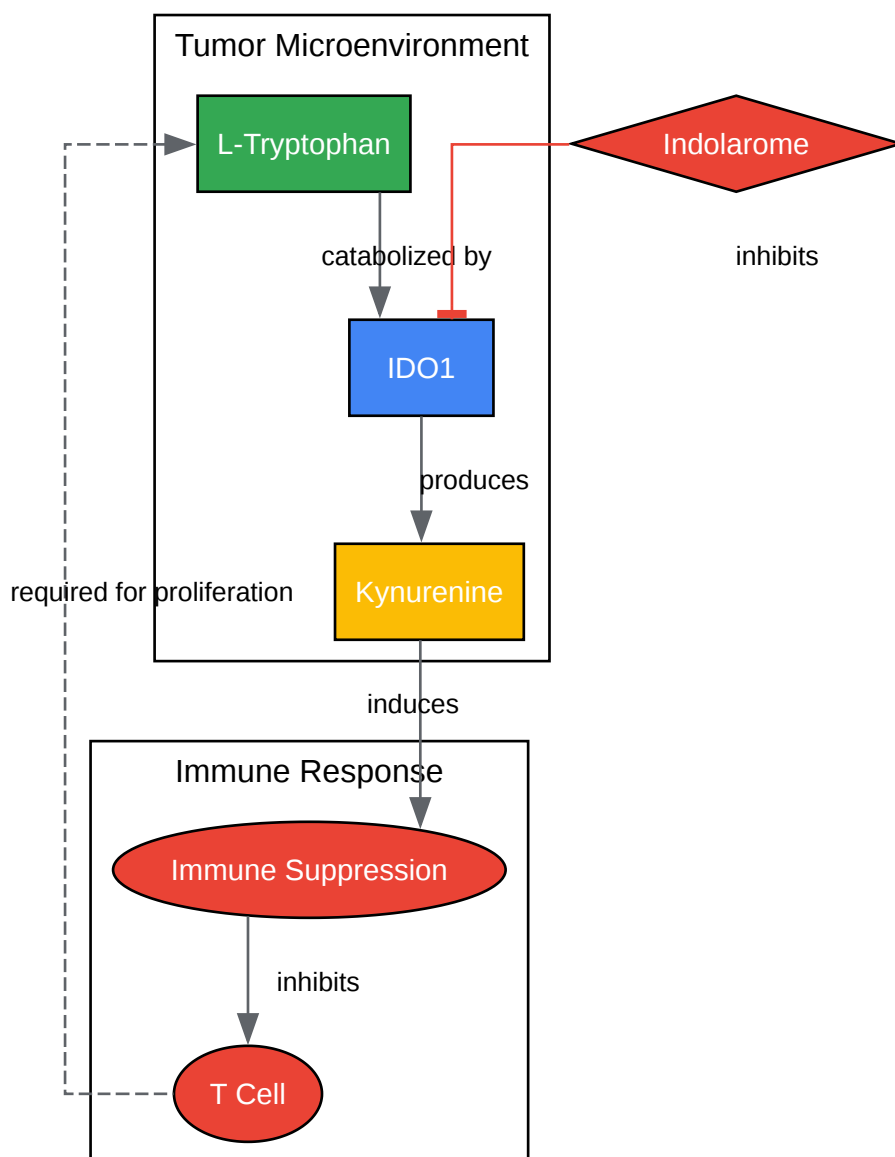 Tumor Microenvironment
L-Tryptophan
Indolarome
catabolized by
inhibits
IDO1
produces
required for proliferation
Kynurenine
induces
Immune Response
Immune Suppression
inhibits
T Cell